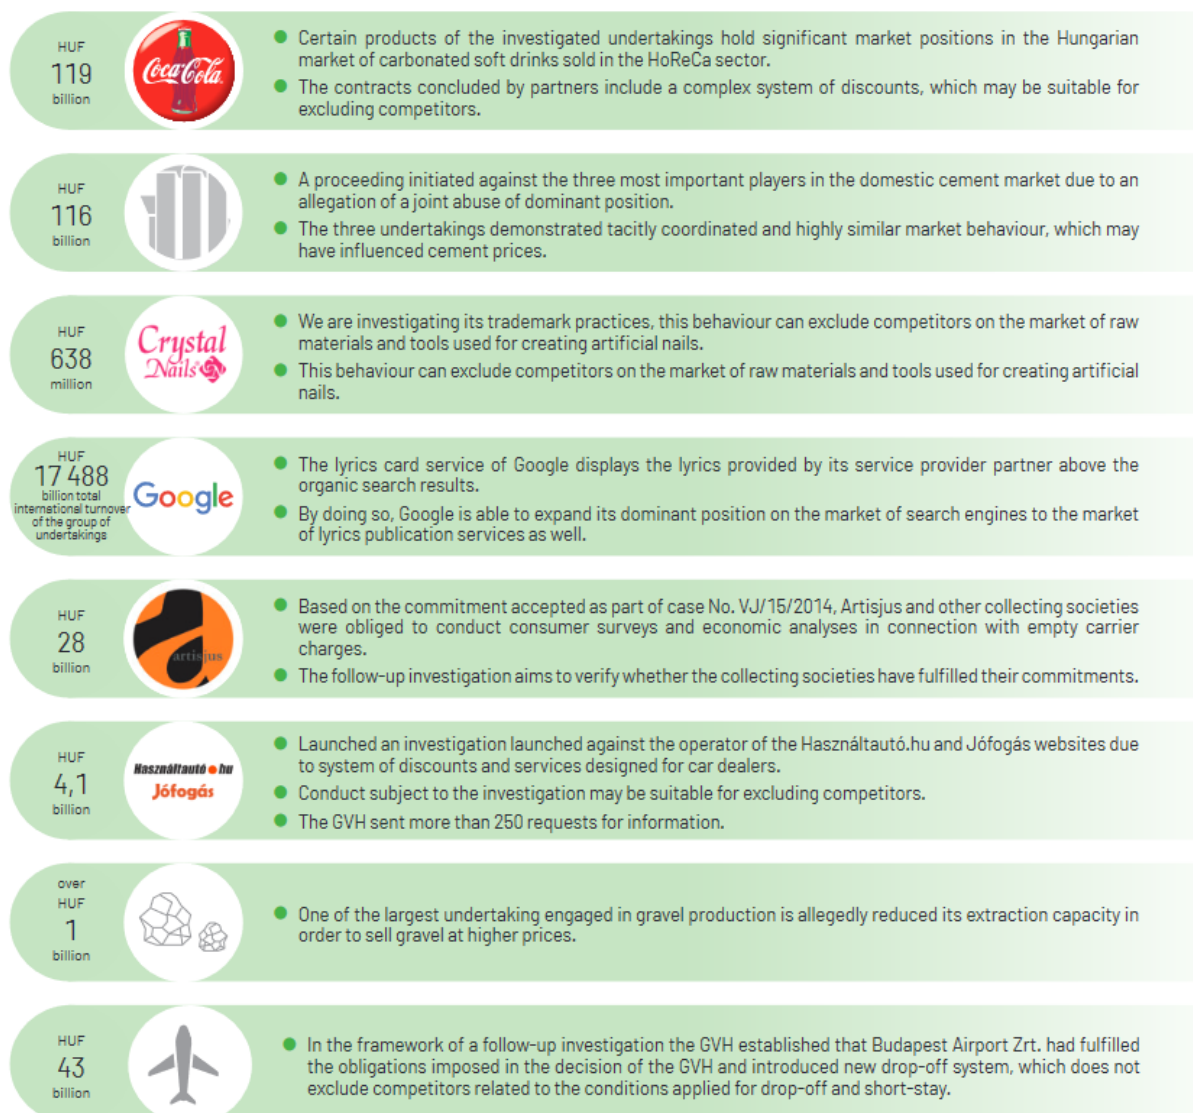 HUF
119
billion
Coca-Cola
Certain products of the investigated undertakings hold significant market positions in the Hungarian
market of carbonated soft drinks sold in the HoReCa sector.
The contracts concluded by partners include a complex system of discounts, which may be suitable for
excluding competitors.
HUF
116
billion
A proceeding initiated against the three most important players in the domestic cement market due to an
allegation of a joint abuse of dominant position.
The three undertakings demonstrated tacitly coordinated and highly similar market behaviour, which may
have influenced cement prices.
HUF
638
million
Crystal
Nails
We are investigating its trademark practices, this behaviour can exclude competitors on the market of raw
materials and tools used for creating artificial nails.
This behaviour can exclude competitors on the market of raw materials and tools used for creating artificial
nails.
HUF
17 488
billion total
international turnover
of the group of
undertakings
Google
The lyrics card service of Google displays the lyrics provided by its service provider partner above the
organic search results.
By doing so, Google is able to expand its dominant position on the market of search engines to the market
of lyrics publication services as well.
HUF
28
billion
artisjus
Based on the commitment accepted as part of case No. VJ/15/2014, Artisjus and other collecting societies
were obliged to conduct consumer surveys and economic analyses in connection with empty carrier
charges.
The follow-up investigation aims to verify whether the collecting societies have fulfilled their commitments.
HUF
4,1
billion
Használtautó.hu
Jófogás
Launched an investigation launched against the operator of the Használtautó.hu and Jófogás websites due
to system of discounts and services designed for car dealers.
Conduct subject to the investigation may be suitable for excluding competitors.
The GVH sent more than 250 requests for information.
over
HUF
1
billion
One of the largest undertaking engaged in gravel production is allegedly reduced its extraction capacity in
order to sell gravel at higher prices.
HUF
43
billion
In the framework of a follow-up investigation the GVH established that Budapest Airport Zrt. had fulfilled
the obligations imposed in the decision of the GVH and introduced new drop-off system, which does not
exclude competitors related to the conditions applied for drop-off and short-stay.